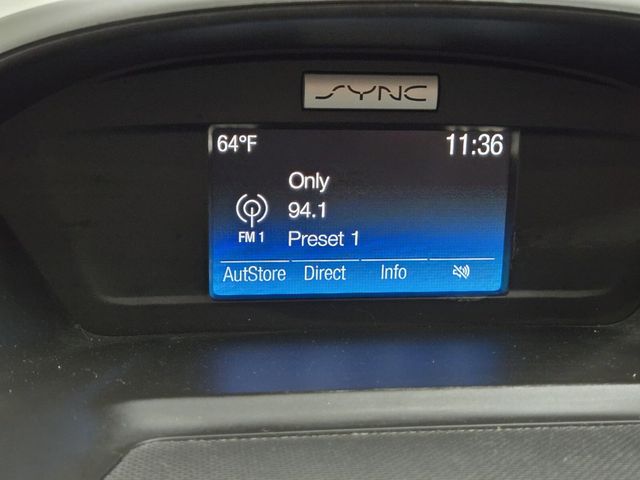 SYNC
64°F 11:36
Only
94.1
FM 1 Preset 1
AutStore Direct Info